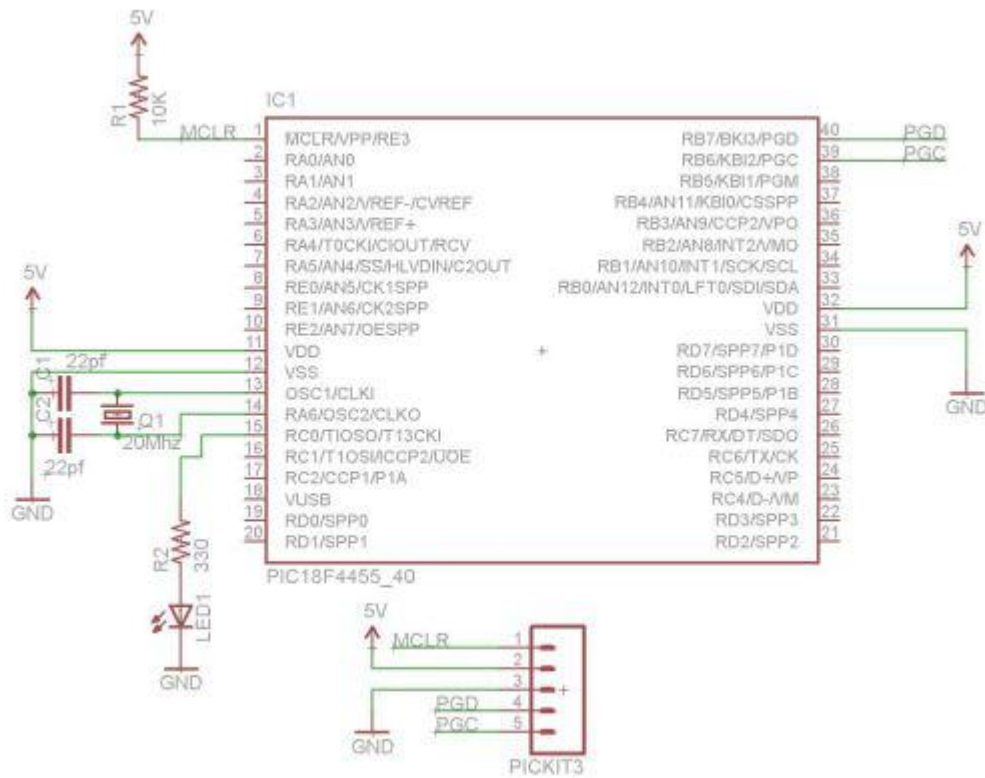 5V
R1
10K
MCLR
IC1
1 MCLR/VPP/RE3
2 RA0/AN0
3 RA1/AN1
4 RA2/AN2/VREF-/CVREF
5 RA3/AN3/VREF+
6 RA4/T0CKI/CIOUT/RCV
7 RA5/AN4/SS/HLVDIN/C2OUT
8 RE0/AN5/CK1SPP
9 RE1/AN6/CK2SPP
10 RE2/AN7/OESPP
11 VDD
12 VSS
13 OSC1/CLKI
14 RA6/OSC2/CLKO
15 RC0/TIOSO/T13CKI
16 RC1/T1OSI/ICCP2/UOE
17 RC2/CCP1/P1A
18 VUSB
19 RD0/SPP0
20 RD1/SPP1
RB7/BKI3/PGD 40
RB6/KBI2/PGC 39
RB5/KBI1/PGM 38
RB4/AN11/KBI0/CSSPP 37
RB3/AN9/CCP2/VPO 36
RB2/AN8/INT2/VMO 35
RB1/AN10/INT1/SCK/SCL 34
RB0/AN12/INT0/LFT0/SDI/SDA 33
VDD 32
VSS 31
RD7/SPP7/P1D 30
RD6/SPP6/P1C 29
RD5/SPP5/P1B 28
RD4/SPP4 27
RC7/RX/DT/SDO 26
RC6/TX/CK 25
RC5/D+/VP 24
RC4/D-/VM 23
RD3/SPP3 22
RD2/SPP2 21
PIC18F4455_40
PGD
PGC
5V
GND
5V
C1
22pf
C2
22pf
Q1
20Mhz
GND
R2
330
LED1
GND
5V
MCLR
1
2
3
PGD
4
PGC
5
GND
PICKIT3